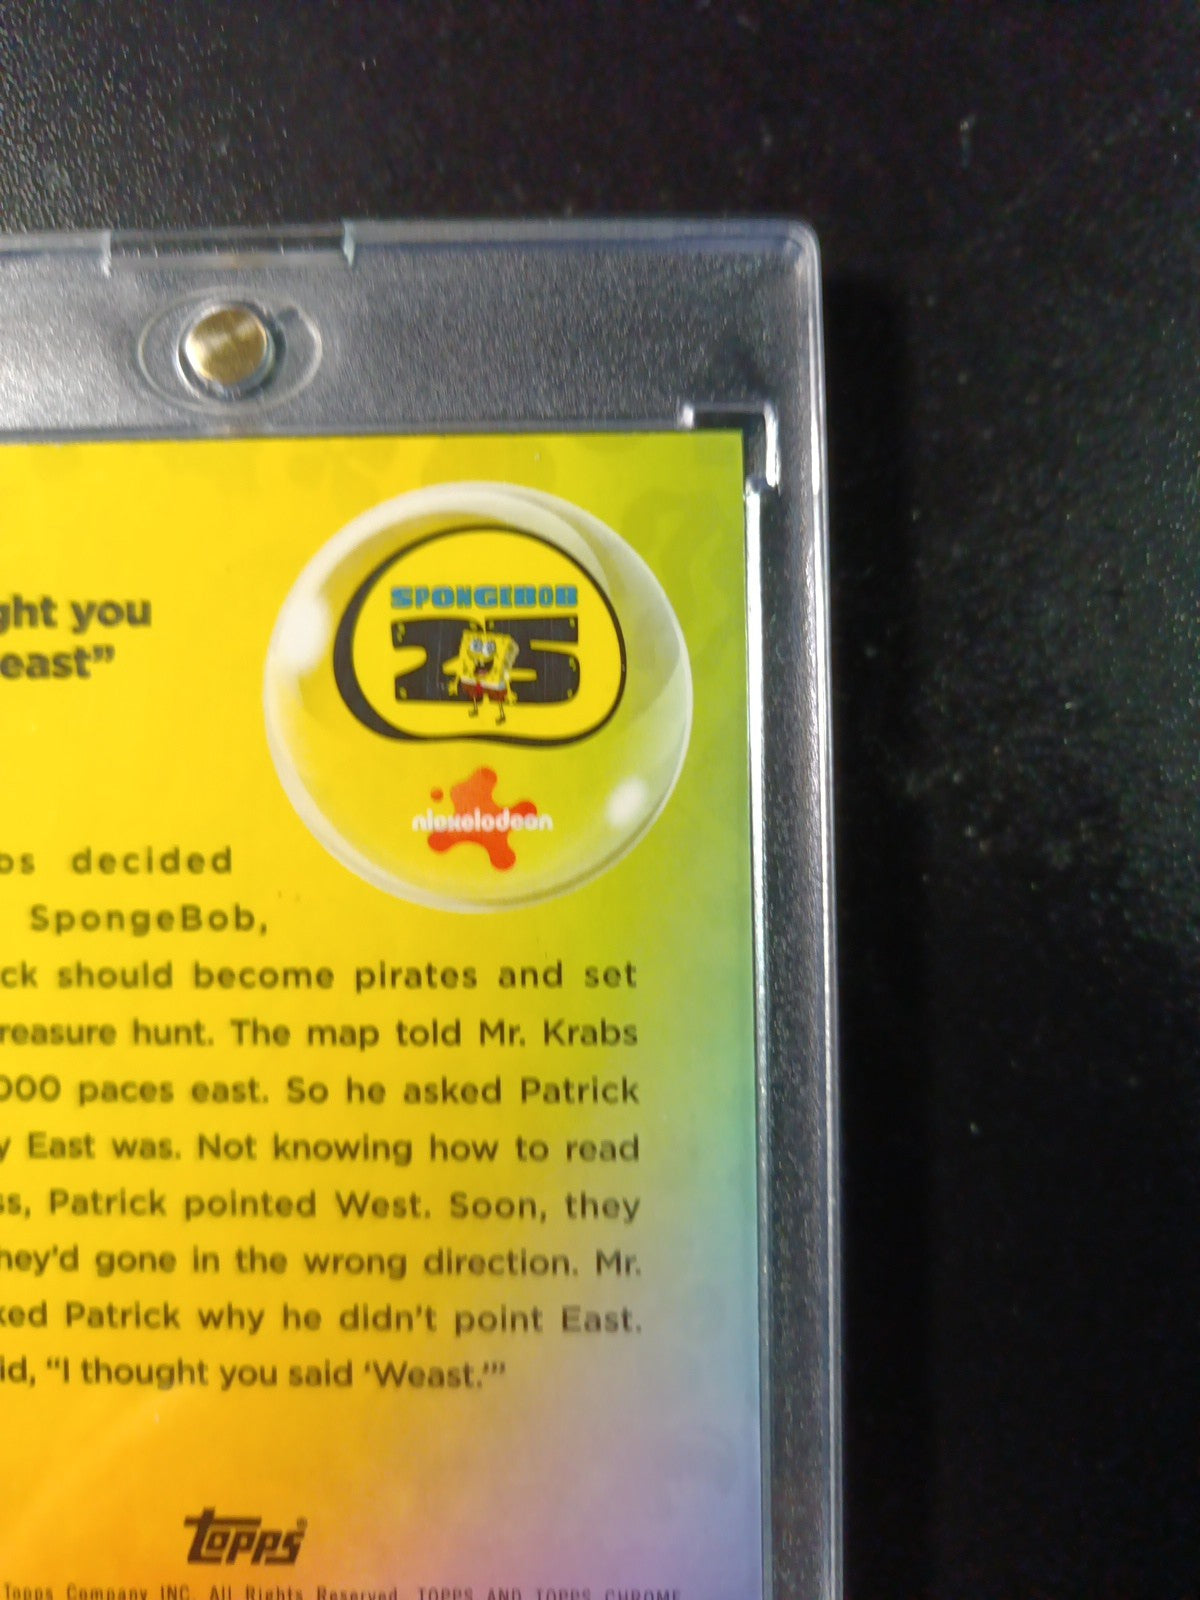 ght you
east”
SPONGEBOB
25
nickelodeon
bs decided
SpongeBob,
ck should become pirates and set
reasure hunt. The map told Mr. Krabs
000 paces east. So he asked Patrick
y East was. Not knowing how to read
ss, Patrick pointed West. Soon, they
hey’d gone in the wrong direction. Mr.
ked Patrick why he didn’t point East.
id, “I thought you said ‘Weast.’”
topps®
Topps Company INC. All Rights Reserved. TOPPS AND TOPPS CHROME